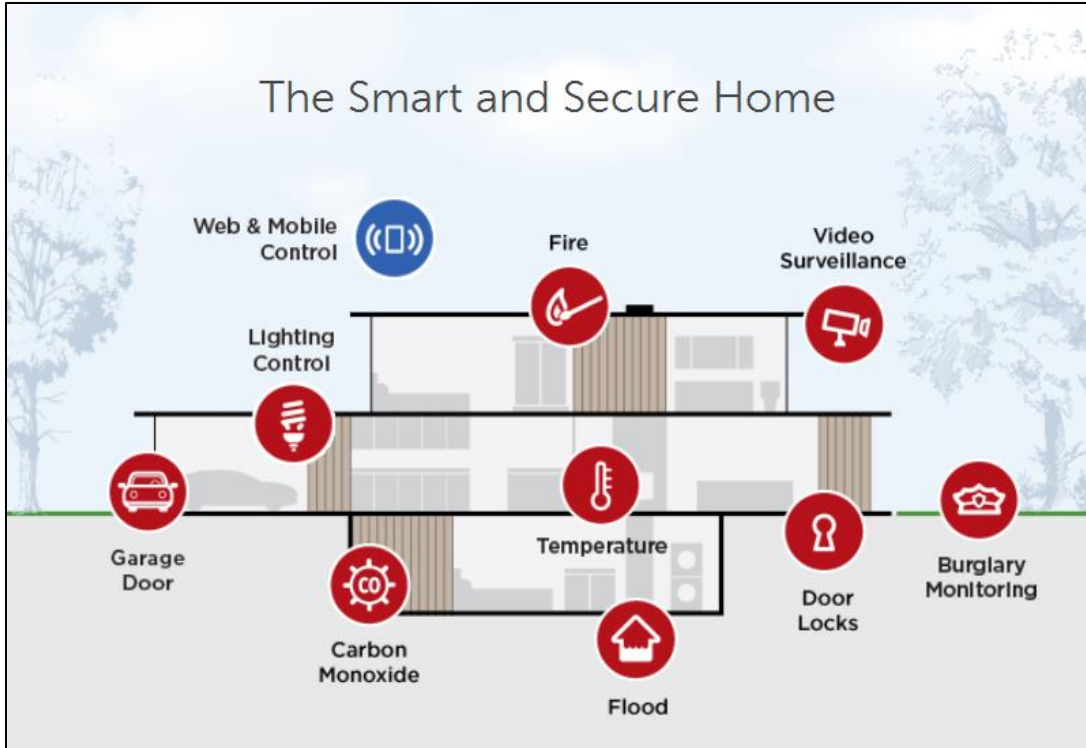 The Smart and Secure Home
Web & Mobile
Control
Fire
Video
Surveillance
Lighting
Control
Garage
Door
Temperature
CO
Carbon
Monoxide
Door
Locks
Burglary
Monitoring
Flood